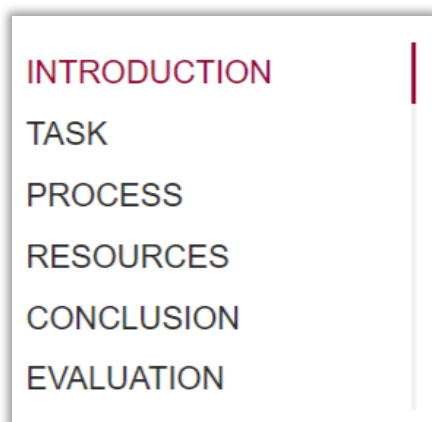 INTRODUCTION
TASK
PROCESS
RESOURCES
CONCLUSION
EVALUATION